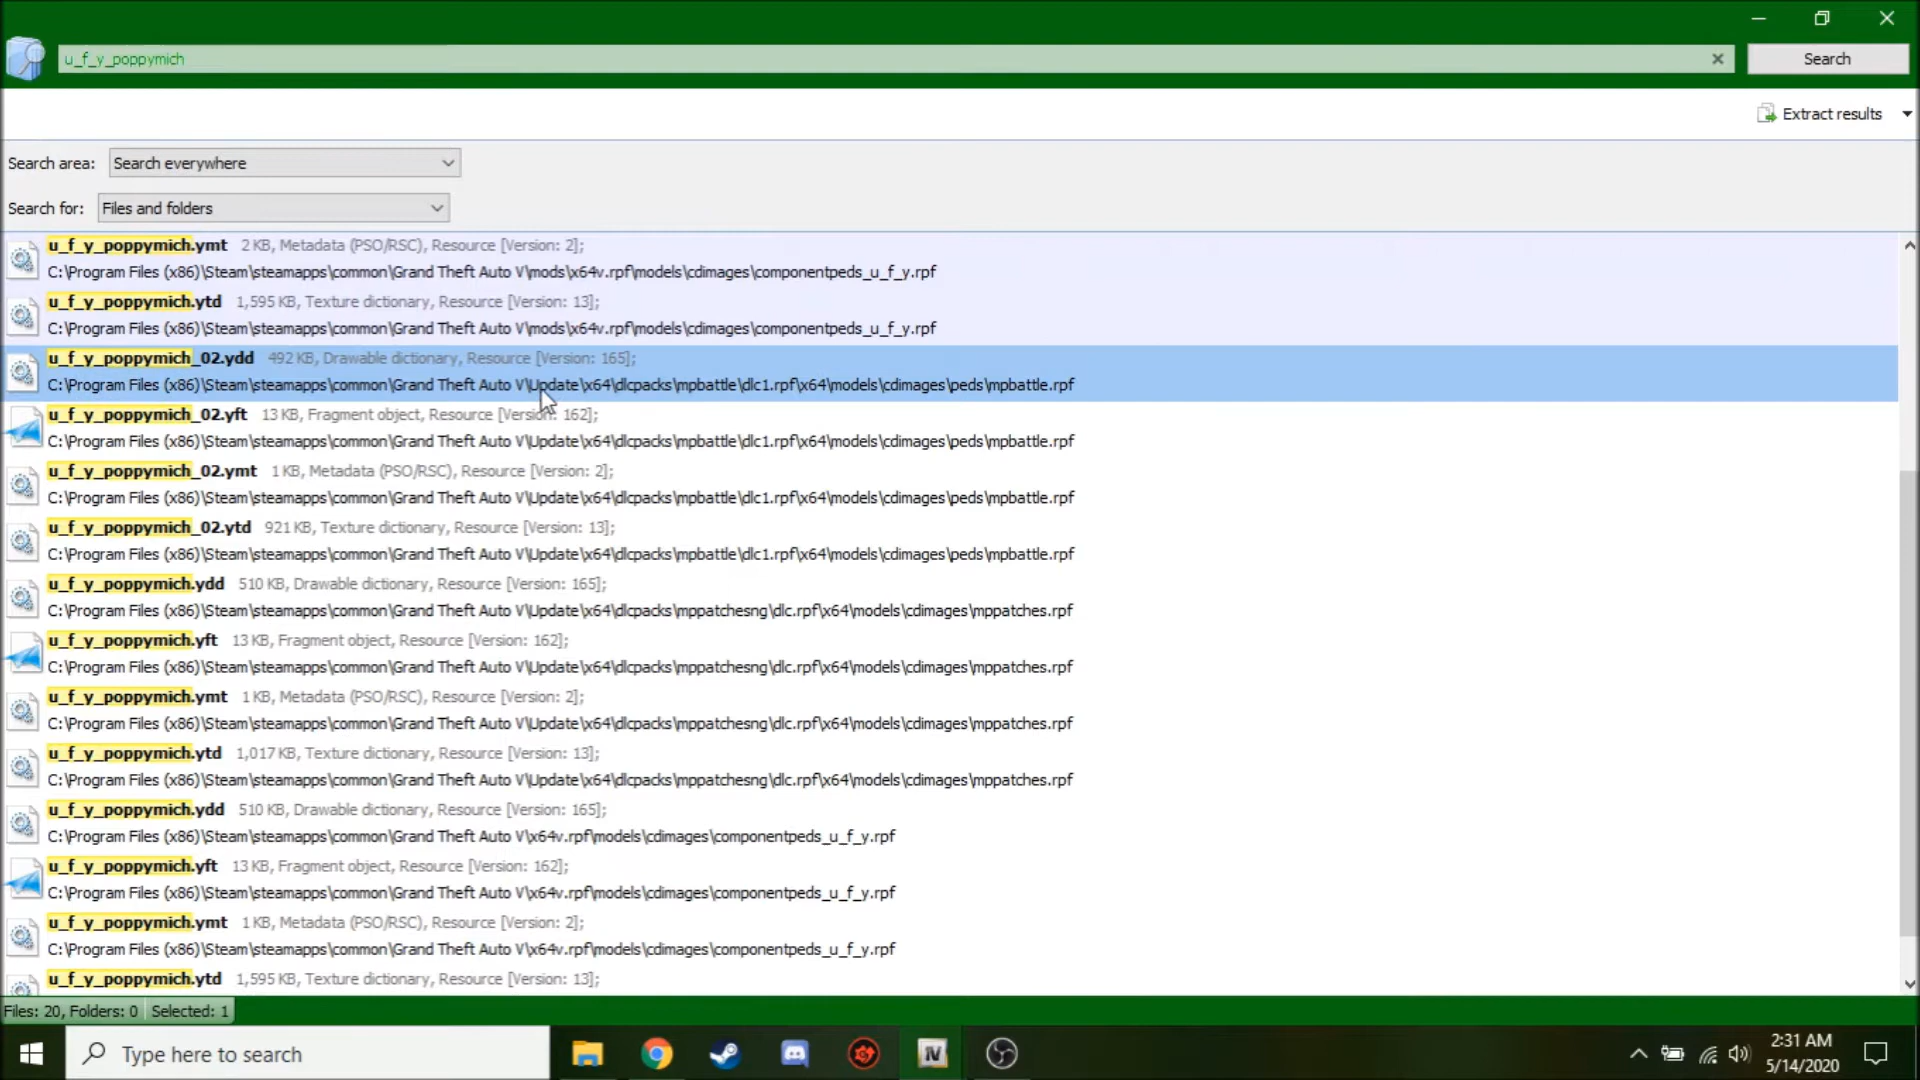 u_f_y_poppymich
Search
Extract results
Search area: Search everywhere
Search for: Files and folders
u_f_y_poppymich.ymt 2 KB, Metadata (PSO/RSC), Resource [Version: 2];
C:\Program Files (x86)\Steam\steamapps\common\Grand Theft Auto V\mods\x64v.rpf\models\cdimages\componentpeds_u_f_y.rpf
u_f_y_poppymich.ytd 1,595 KB, Texture dictionary, Resource [Version: 13];
C:\Program Files (x86)\Steam\steamapps\common\Grand Theft Auto V\mods\x64v.rpf\models\cdimages\componentpeds_u_f_y.rpf
u_f_y_poppymich_02.ydd 492 KB, Drawable dictionary, Resource [Version: 165];
C:\Program Files (x86)\Steam\steamapps\common\Grand Theft Auto V\Update\x64\dlcpacks\mpbattle\dlc1.rpf\x64\models\cdimages\peds\mpbattle.rpf
u_f_y_poppymich_02.yft 13 KB, Fragment object, Resource [Version: 162];
C:\Program Files (x86)\Steam\steamapps\common\Grand Theft Auto V\Update\x64\dlcpacks\mpbattle\dlc1.rpf\x64\models\cdimages\peds\mpbattle.rpf
u_f_y_poppymich_02.ymt 1 KB, Metadata (PSO/RSC), Resource [Version: 2];
C:\Program Files (x86)\Steam\steamapps\common\Grand Theft Auto V\Update\x64\dlcpacks\mpbattle\dlc1.rpf\x64\models\cdimages\peds\mpbattle.rpf
u_f_y_poppymich_02.ytd 921 KB, Texture dictionary, Resource [Version: 13];
C:\Program Files (x86)\Steam\steamapps\common\Grand Theft Auto V\Update\x64\dlcpacks\mpbattle\dlc1.rpf\x64\models\cdimages\peds\mpbattle.rpf
u_f_y_poppymich.ydd 510 KB, Drawable dictionary, Resource [Version: 165];
C:\Program Files (x86)\Steam\steamapps\common\Grand Theft Auto V\Update\x64\dlcpacks\mppatchesng\dlc.rpf\x64\models\cdimages\mppatches.rpf
u_f_y_poppymich.yft 13 KB, Fragment object, Resource [Version: 162];
C:\Program Files (x86)\Steam\steamapps\common\Grand Theft Auto V\Update\x64\dlcpacks\mppatchesng\dlc.rpf\x64\models\cdimages\mppatches.rpf
u_f_y_poppymich.ymt 1 KB, Metadata (PSO/RSC), Resource [Version: 2];
C:\Program Files (x86)\Steam\steamapps\common\Grand Theft Auto V\Update\x64\dlcpacks\mppatchesng\dlc.rpf\x64\models\cdimages\mppatches.rpf
u_f_y_poppymich.ytd 1,017 KB, Texture dictionary, Resource [Version: 13];
C:\Program Files (x86)\Steam\steamapps\common\Grand Theft Auto V\Update\x64\dlcpacks\mppatchesng\dlc.rpf\x64\models\cdimages\mppatches.rpf
u_f_y_poppymich.ydd 510 KB, Drawable dictionary, Resource [Version: 165];
C:\Program Files (x86)\Steam\steamapps\common\Grand Theft Auto V\x64v.rpf\models\cdimages\componentpeds_u_f_y.rpf
u_f_y_poppymich.yft 13 KB, Fragment object, Resource [Version: 162];
C:\Program Files (x86)\Steam\steamapps\common\Grand Theft Auto V\x64v.rpf\models\cdimages\componentpeds_u_f_y.rpf
u_f_y_poppymich.ymt 1 KB, Metadata (PSO/RSC), Resource [Version: 2];
C:\Program Files (x86)\Steam\steamapps\common\Grand Theft Auto V\x64v.rpf\models\cdimages\componentpeds_u_f_y.rpf
u_f_y_poppymich.ytd 1,595 KB, Texture dictionary, Resource [Version: 13];
Files: 20, Folders: 0 Selected: 1
Type here to search
IV
2:31 AM
5/14/2020